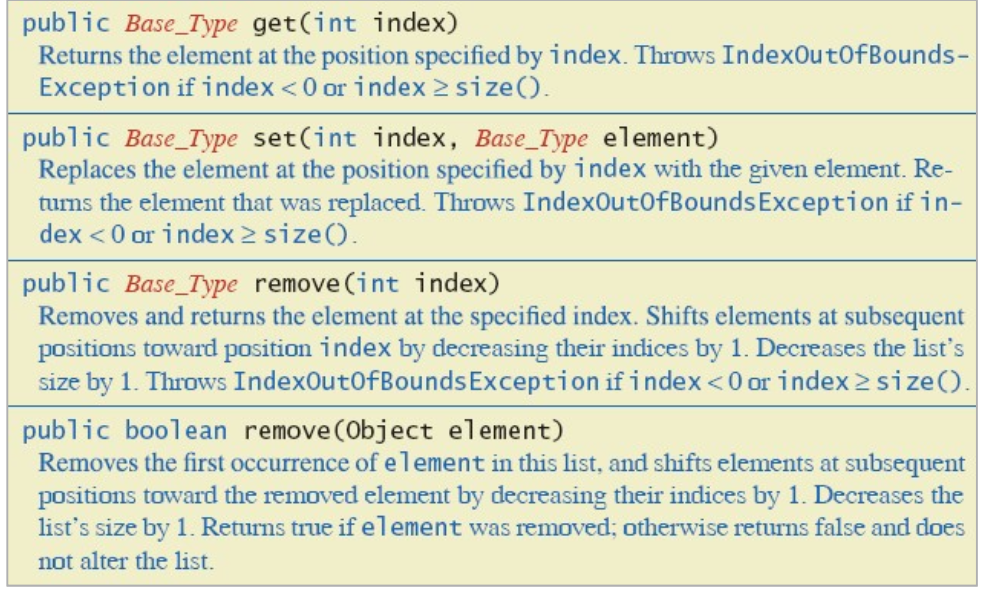 public Base_Type get(int index)
Returns the element at the position specified by index. Throws IndexOutOfBounds-
Exception if index < 0 or index ≥ size().
public Base_Type set(int index, Base_Type element)
Replaces the element at the position specified by index with the given element. Re-
turns the element that was replaced. Throws IndexOutOfBoundsException if in-
dex < 0 or index ≥ size().
public Base_Type remove(int index)
Removes and returns the element at the specified index. Shifts elements at subsequent
positions toward position index by decreasing their indices by 1. Decreases the list's
size by 1. Throws IndexOutOfBoundsException if index < 0 or index ≥ size().
public boolean remove(Object element)
Removes the first occurrence of element in this list, and shifts elements at subsequent
positions toward the removed element by decreasing their indices by 1. Decreases the
list's size by 1. Returns true if element was removed; otherwise returns false and does
not alter the list.